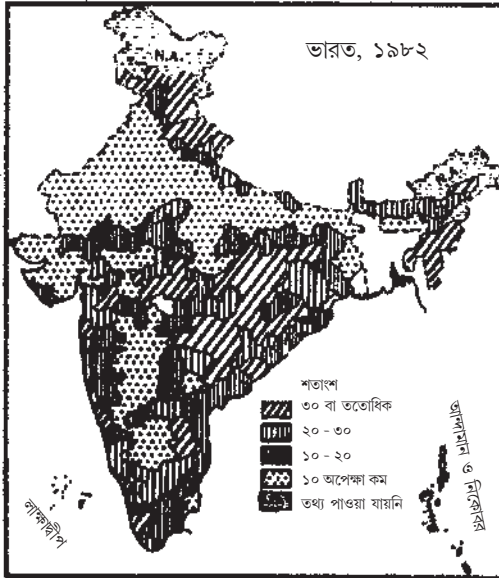 N.A.
ভারত, ১৯৮২
শতাংশ
৩০ বা ততোধিক
২০ - ৩০
১০ - ২০
১০ অপেক্ষা কম
তথ্য পাওয়া যায়নি
লাক্ষাদ্বীপ
আন্দামান ও নিকোবর